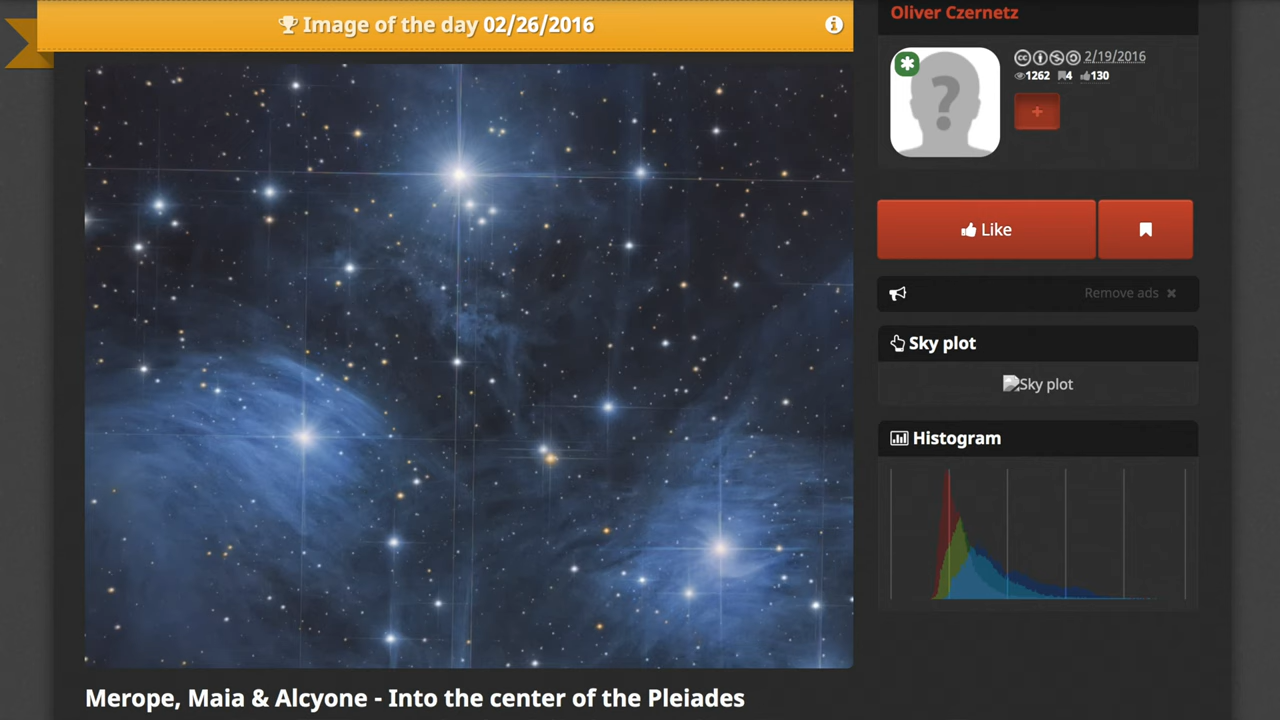 Image of the day 02/26/2016
Oliver Czernetz
2/19/2016
1262 4 130
+
Like
Remove ads ×
Sky plot
Sky plot
Histogram
Merope, Maia & Alcyone - Into the center of the Pleiades